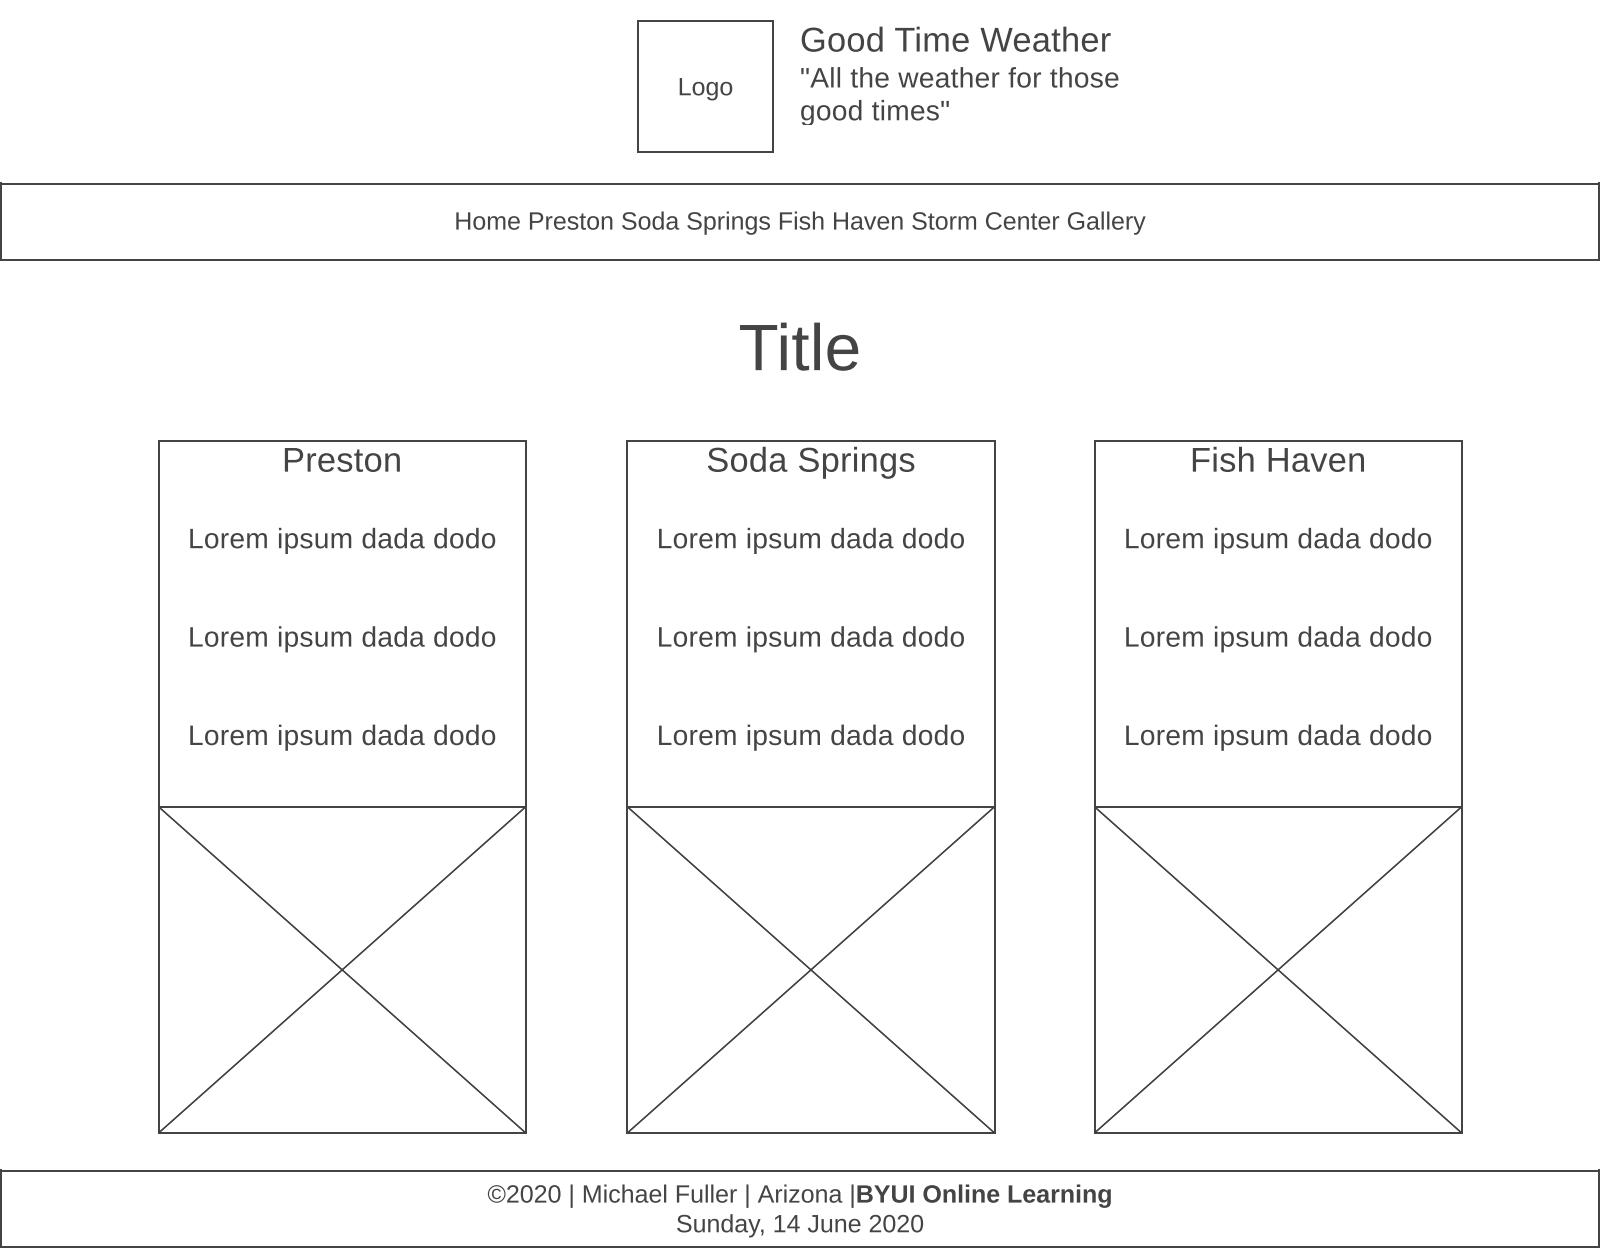 Logo
Good Time Weather
"All the weather for those
good times"
Home Preston Soda Springs Fish Haven Storm Center Gallery
Title
Preston
Lorem ipsum dada dodo
Lorem ipsum dada dodo
Lorem ipsum dada dodo
Soda Springs
Lorem ipsum dada dodo
Lorem ipsum dada dodo
Lorem ipsum dada dodo
Fish Haven
Lorem ipsum dada dodo
Lorem ipsum dada dodo
Lorem ipsum dada dodo
©2020 | Michael Fuller | Arizona |BYUI Online Learning
Sunday, 14 June 2020